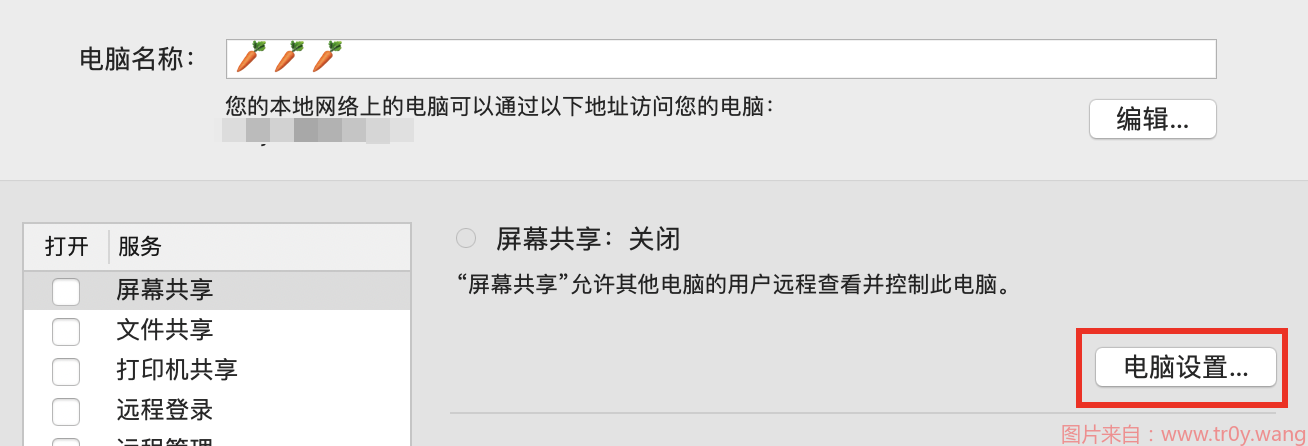 电脑名称：🥕🥕🥕
您的本地网络上的电脑可以通过以下地址访问您的电脑：
编辑...
打开 服务
屏幕共享
文件共享
打印机共享
远程登录
远程管理
屏幕共享：关闭
“屏幕共享”允许其他电脑的用户远程查看并控制此电脑。
电脑设置...
图片来自：www.tr0y.wang